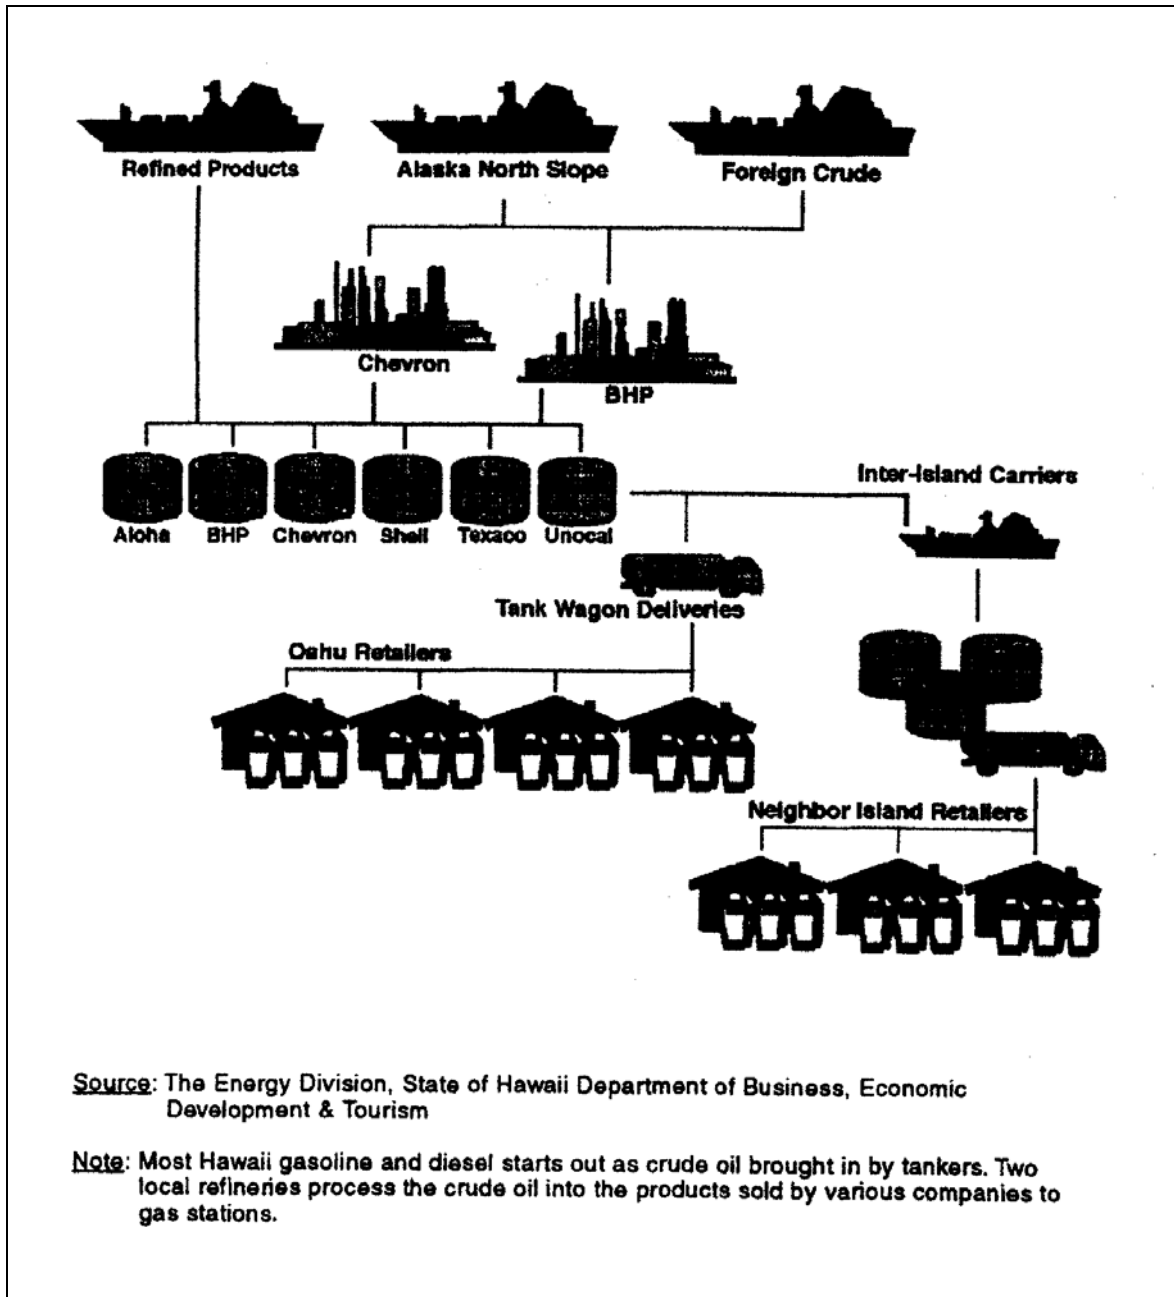 Refined Products
Alaska North Slope
Foreign Crude
Chevron
BHP
Inter-Island Carriers
Aloha
BHP
Chevron
Shell
Texaco
Unocal
Tank Wagon Deliveries
Oahu Retailers
Neighbor Island Retailers
Source: The Energy Division, State of Hawaii Department of Business, Economic
Development & Tourism
Note: Most Hawaii gasoline and diesel starts out as crude oil brought in by tankers. Two
local refineries process the crude oil into the products sold by various companies to
gas stations.